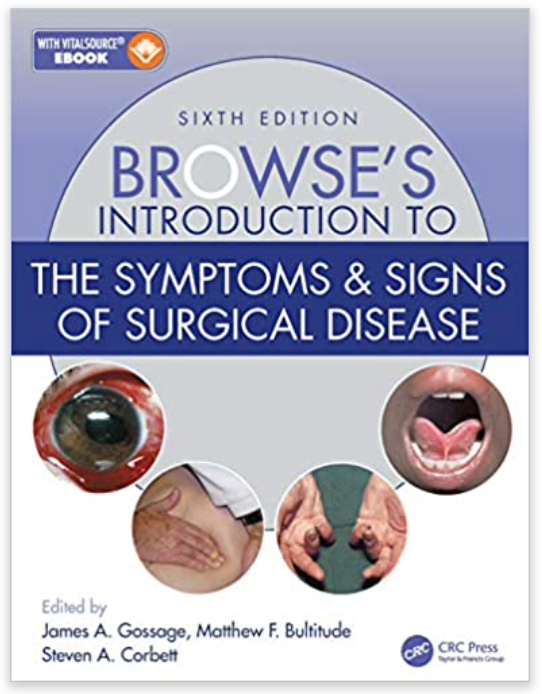 WITH VITALSOURCE®
EBOOK
SIXTH EDITION
BROWSE'S
INTRODUCTION TO
THE SYMPTOMS & SIGNS
OF SURGICAL DISEASE
Edited by
James A. Gossage, Matthew F. Bultitude
Steven A. Corbett
CRC
CRC Press
Taylor & Francis Group